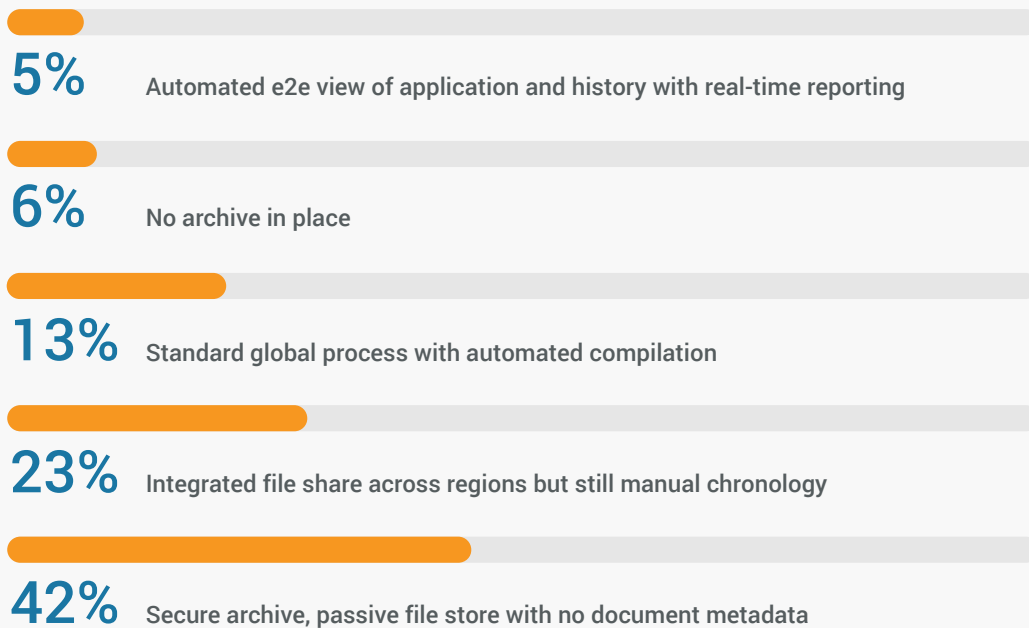 5% Automated e2e view of application and history with real-time reporting
6% No archive in place
13% Standard global process with automated compilation
23% Integrated file share across regions but still manual chronology
42% Secure archive, passive file store with no document metadata